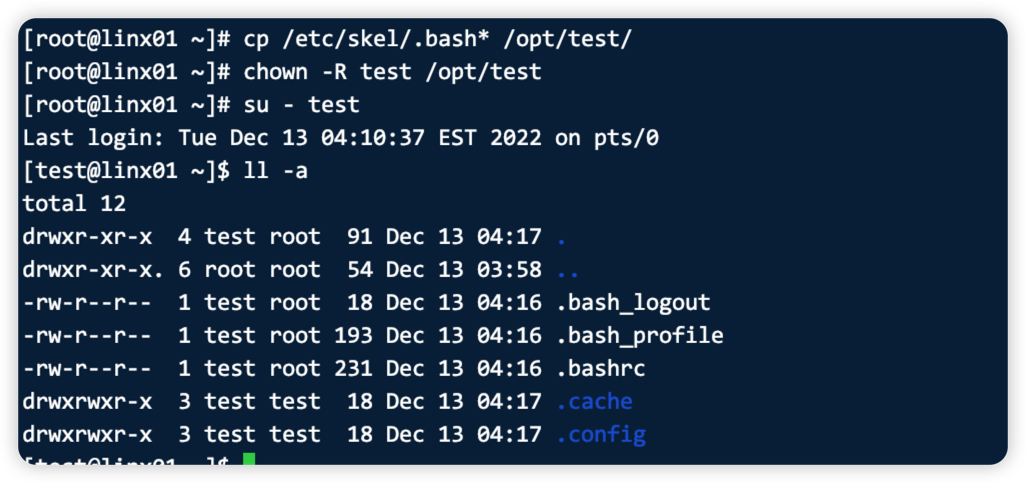 [root@linx01 ~]# cp /etc/skel/.bash* /opt/test/
[root@linx01 ~]# chown -R test /opt/test
[root@linx01 ~]# su - test
Last login: Tue Dec 13 04:10:37 EST 2022 on pts/0
[test@linx01 ~]$ ll -a
total 12
drwxr-xr-x  4 test root  91 Dec 13 04:17 .
drwxr-xr-x. 6 root root  54 Dec 13 03:58 ..
-rw-r--r--  1 test root  18 Dec 13 04:16 .bash_logout
-rw-r--r--  1 test root 193 Dec 13 04:16 .bash_profile
-rw-r--r--  1 test root 231 Dec 13 04:16 .bashrc
drwxrwxr-x  3 test test  18 Dec 13 04:17 .cache
drwxrwxr-x  3 test test  18 Dec 13 04:17 .config
[test@linx01